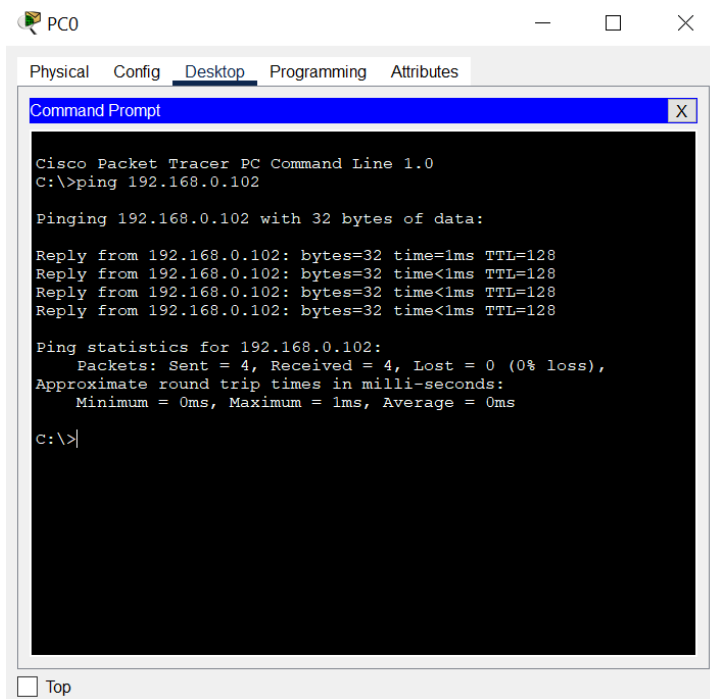 PC0
Physical Config Desktop Programming Attributes
Command Prompt X
Cisco Packet Tracer PC Command Line 1.0
C:\>ping 192.168.0.102
Pinging 192.168.0.102 with 32 bytes of data:
Reply from 192.168.0.102: bytes=32 time=1ms TTL=128
Reply from 192.168.0.102: bytes=32 time<1ms TTL=128
Reply from 192.168.0.102: bytes=32 time<1ms TTL=128
Reply from 192.168.0.102: bytes=32 time<1ms TTL=128
Ping statistics for 192.168.0.102:
Packets: Sent = 4, Received = 4, Lost = 0 (0% loss),
Approximate round trip times in milli-seconds:
Minimum = 0ms, Maximum = 1ms, Average = 0ms
C:\>
Top